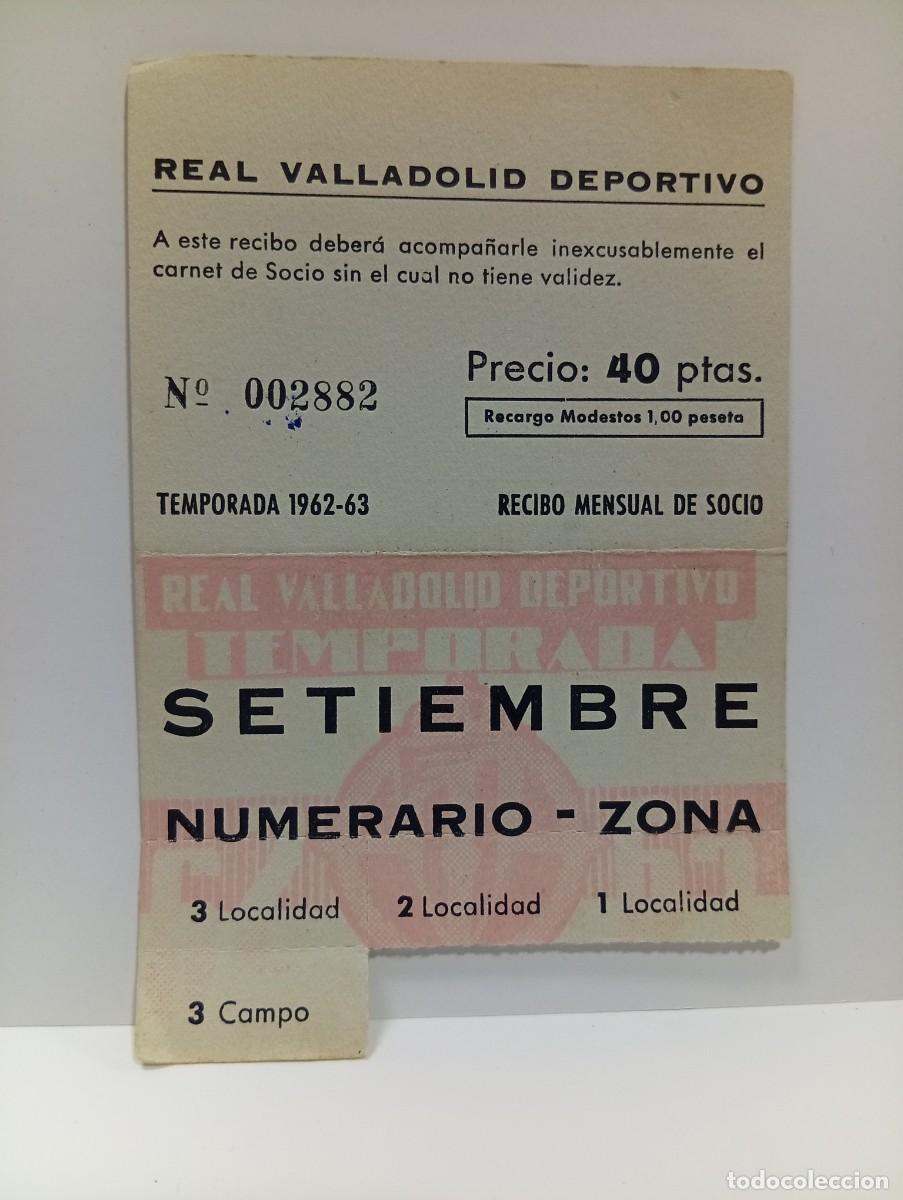 REAL VALLADOLID DEPORTIVO
A este recibo deberá acompañarle inexcusablemente el
carnet de Socio sin el cual no tiene validez.
Nº 002882
Precio: 40 ptas.
Recargo Modestos 1,00 peseta
TEMPORADA 1962-63
RECIBO MENSUAL DE SOCIO
REAL VALLADOLID DEPORTIVO
TEMPORADA
SETIEMBRE
NUMERARIO - ZONA
3 Localidad
2 Localidad
1 Localidad
3 Campo
todocoleccion